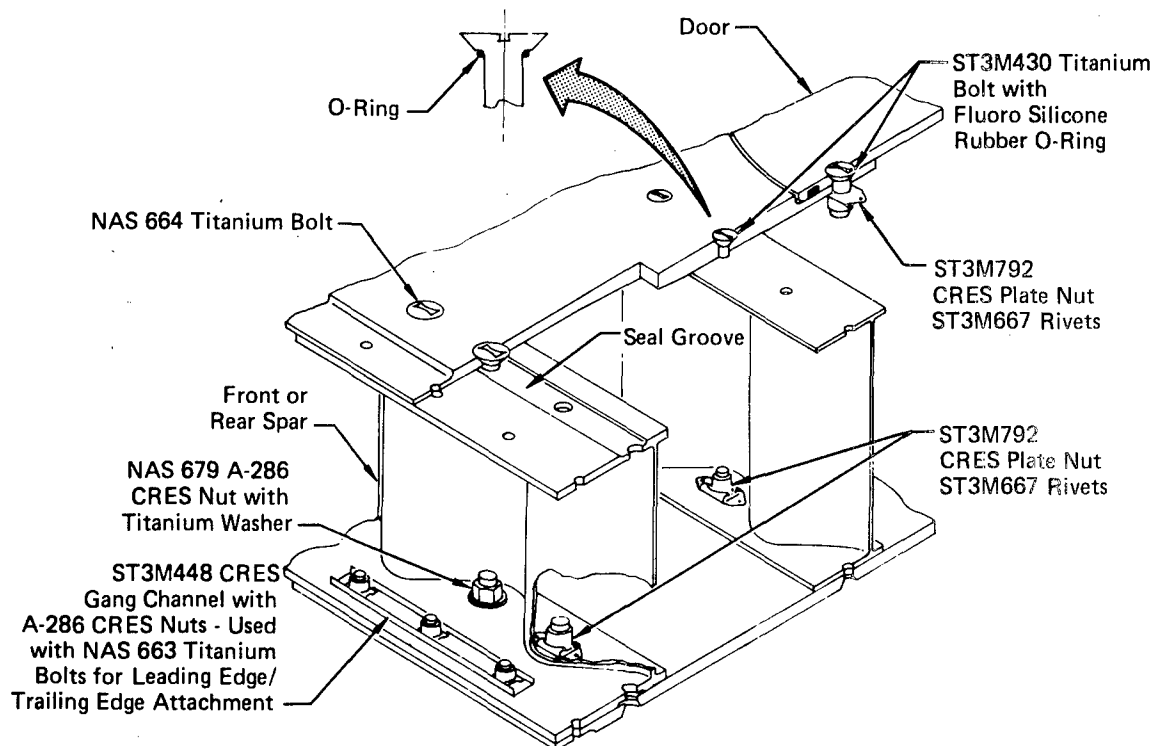 Door
ST3M430 Titanium
Bolt with
Fluoro Silicone
Rubber O-Ring
O-Ring
NAS 664 Titanium Bolt
ST3M792
CRES Plate Nut
ST3M667 Rivets
Seal Groove
Front or
Rear Spar
ST3M792
CRES Plate Nut
ST3M667 Rivets
NAS 679 A-286
CRES Nut with
Titanium Washer
ST3M448 CRES
Gang Channel with
A-286 CRES Nuts - Used
with NAS 663 Titanium
Bolts for Leading Edge/
Trailing Edge Attachment